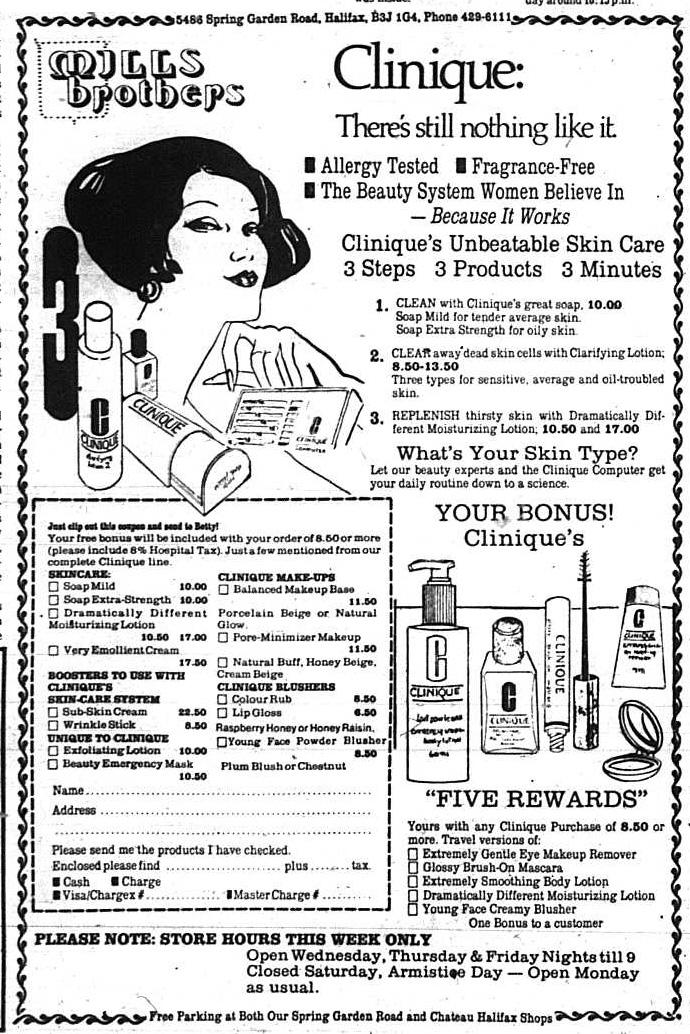 5486 Spring Garden Road, Halifax, B3J 1G4, Phone 429-6111
MILLS
brothers
Clinique:
There's still nothing like it.
Allergy Tested Fragrance-Free
The Beauty System Women Believe In
— Because It Works
Clinique's Unbeatable Skin Care
3 Steps 3 Products 3 Minutes
1. CLEAN with Clinique's great soap, 10.00
Soap Mild for tender average skin.
Soap Extra Strength for oily skin.
2. CLEAR away dead skin cells with Clarifying Lotion;
8.50-13.50
Three types for sensitive, average and oil-troubled
skin.
3. REPLENISH thirsty skin with Dramatically Dif-
ferent Moisturizing Lotion; 10.50 and 17.00
What's Your Skin Type?
Let our beauty experts and the Clinique Computer get
your daily routine down to a science.
3
C
CLINIQUE
clarifying
lotion 2
CLINIQUE
C
CLINIQUE
COMPUTER
Just clip out this coupon and send to Betty!
Your free bonus will be included with your order of 8.50 or more
(please include 8% Hospital Tax). Just a few mentioned from our
complete Clinique line.
SKINCARE:
Soap Mild 10.00
Soap Extra-Strength 10.00
Dramatically Different
Moisturizing Lotion
10.50 17.00
Very Emollient Cream
17.50
BOOSTERS TO USE WITH
CLINIQUE'S
SKIN-CARE SYSTEM
Sub-Skin Cream 22.50
Wrinkle Stick 8.50
UNIQUE TO CLINIQUE
Exfoliating Lotion 10.00
Beauty Emergency Mask
10.50
CLINIQUE MAKE-UPS
Balanced Makeup Base
11.50
Porcelain Beige or Natural
Glow.
Pore-Minimizer Makeup
11.50
Natural Buff, Honey Beige,
Cream Beige
CLINIQUE BLUSHERS
Colour Rub 8.50
Lip Gloss 6.50
Raspberry Honey or Honey Raisin,
Young Face Powder Blusher
8.50
Plum Blush or Chestnut
Name
Address
Please send me the products I have checked.
Enclosed please find plus tax.
Cash Charge
Visa/Chargex # Master Charge #
YOUR BONUS!
Clinique's
C
CLINIQUE
body lotion
CLINIQUE
CLINIQUE
C
CLINIQUE
"FIVE REWARDS"
Yours with any Clinique Purchase of 8.50 or
more. Travel versions of:
Extremely Gentle Eye Makeup Remover
Glossy Brush-On Mascara
Extremely Smoothing Body Lotion
Dramatically Different Moisturizing Lotion
Young Face Creamy Blusher
One Bonus to a customer
PLEASE NOTE: STORE HOURS THIS WEEK ONLY
Open Wednesday, Thursday & Friday Nights till 9
Closed Saturday, Armistice Day — Open Monday
as usual.
Free Parking at Both Our Spring Garden Road and Chateau Halifax Shops